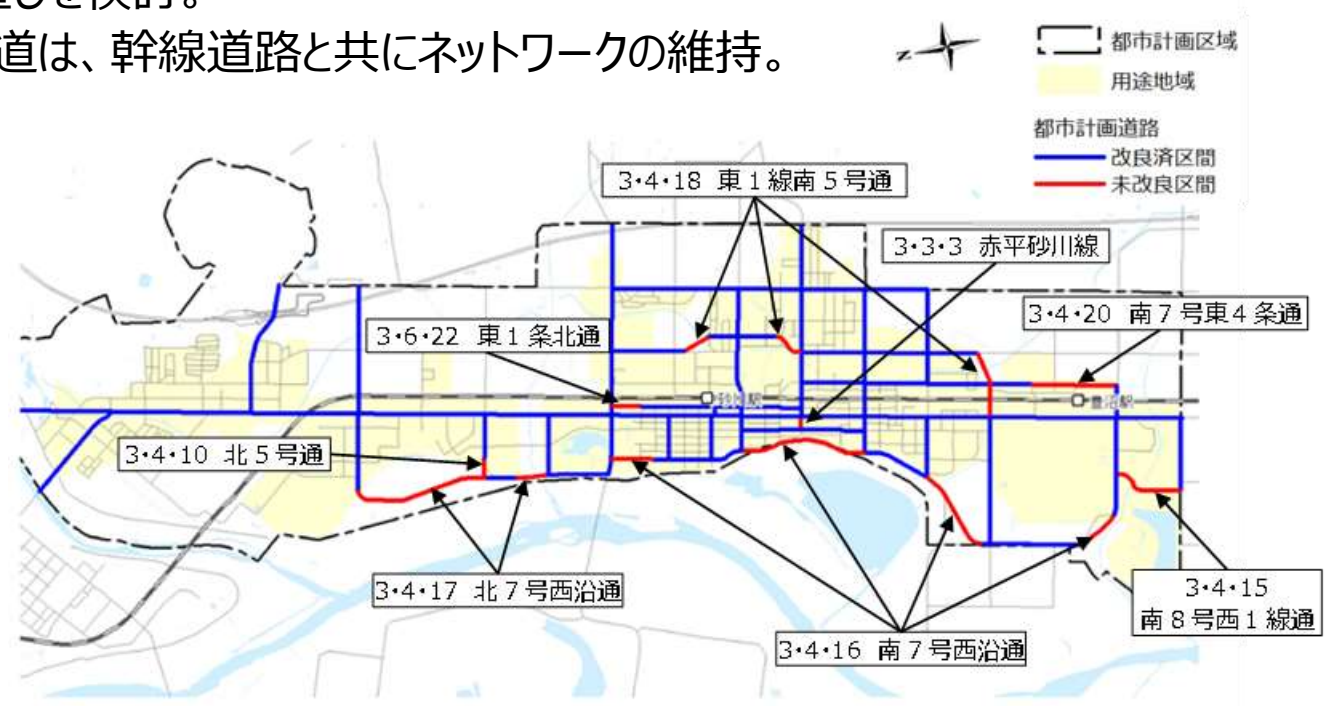 道は、幹線道路と共にネットワークの維持。
都市計画区域
用途地域
都市計画道路
改良済区間
未改良区間
3・4・18 東1線南5号通
3・3・3 赤平砂川線
3・4・20 南7号東4条通
3・6・22 東1条北通
砂川駅
豊沼駅
3・4・10 北5号通
3・4・17 北7号西沿通
3・4・16 南7号西沿通
3・4・15
南8号西1線通